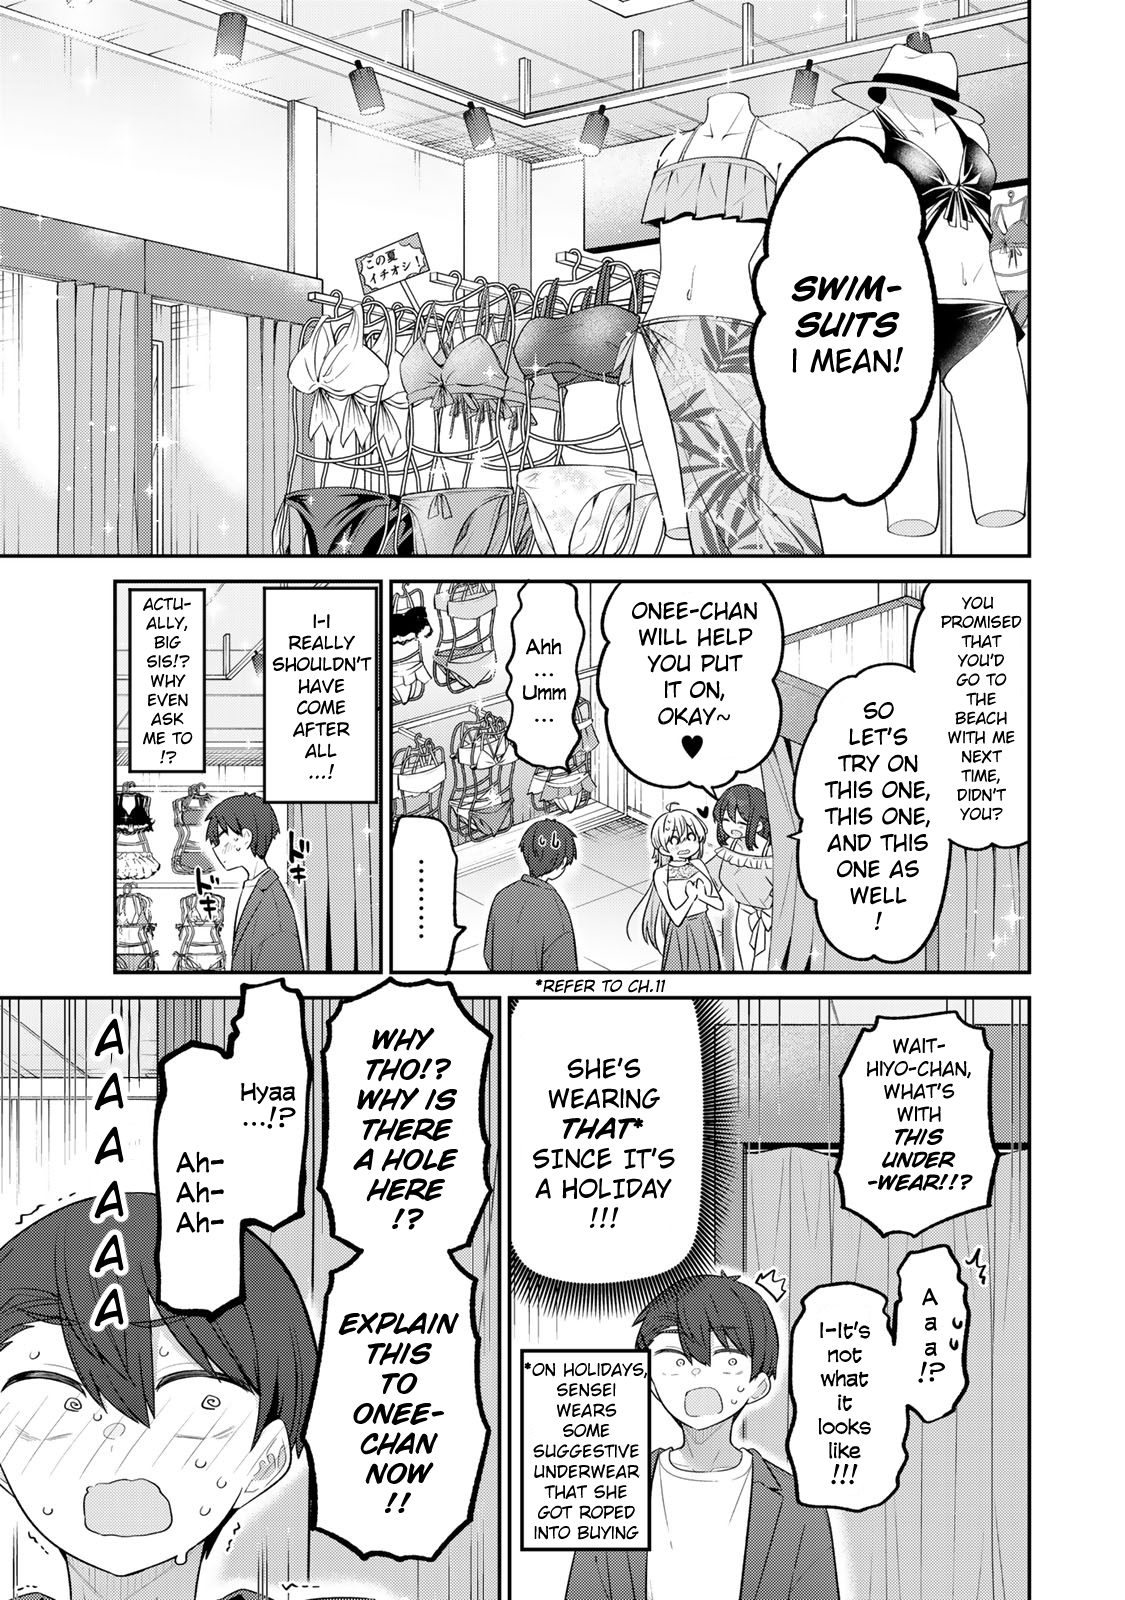 SWIM-
SUITS
I MEAN!
この夏
イチオシ!
YOU
PROMISED
THAT
YOU'D
GO TO
THE
BEACH
WITH ME
NEXT
TIME,
DIDN'T
YOU?
SO
LET'S
TRY ON
THIS ONE,
THIS ONE,
AND THIS
ONE AS
WELL
!
ONEE-CHAN
WILL HELP
YOU PUT
IT ON,
OKAY~
♥
Ahh
...
Umm
...
........
I-I
REALLY
SHOULDN'T
HAVE
COME
AFTER
ALL
...!
ACTU-
ALLY,
BIG
SIS!?
WHY
EVEN
ASK
ME TO
!?
ドキ
ドキ
*REFER TO CH.11
WAIT-
HIYO-CHAN,
WHAT'S
WITH
THIS
UNDER
-WEAR!!?
A
a
a
!?
I-It's
not
what
it
looks
like
!!!
SHE'S
WEARING
THAT*
SINCE IT'S
A HOLIDAY
!!!
*ON HOLIDAYS,
SENSEI
WEARS
SOME
SUGGESTIVE
UNDERWEAR
THAT SHE
GOT ROPED
INTO BUYING
WHY
THO!?
WHY IS
THERE
A HOLE
HERE
!?
EXPLAIN
THIS
TO
ONEE-
CHAN
NOW
!!
Hyaa
...!?
Ah-
Ah-
Ah-
A
A
A
A
A
A